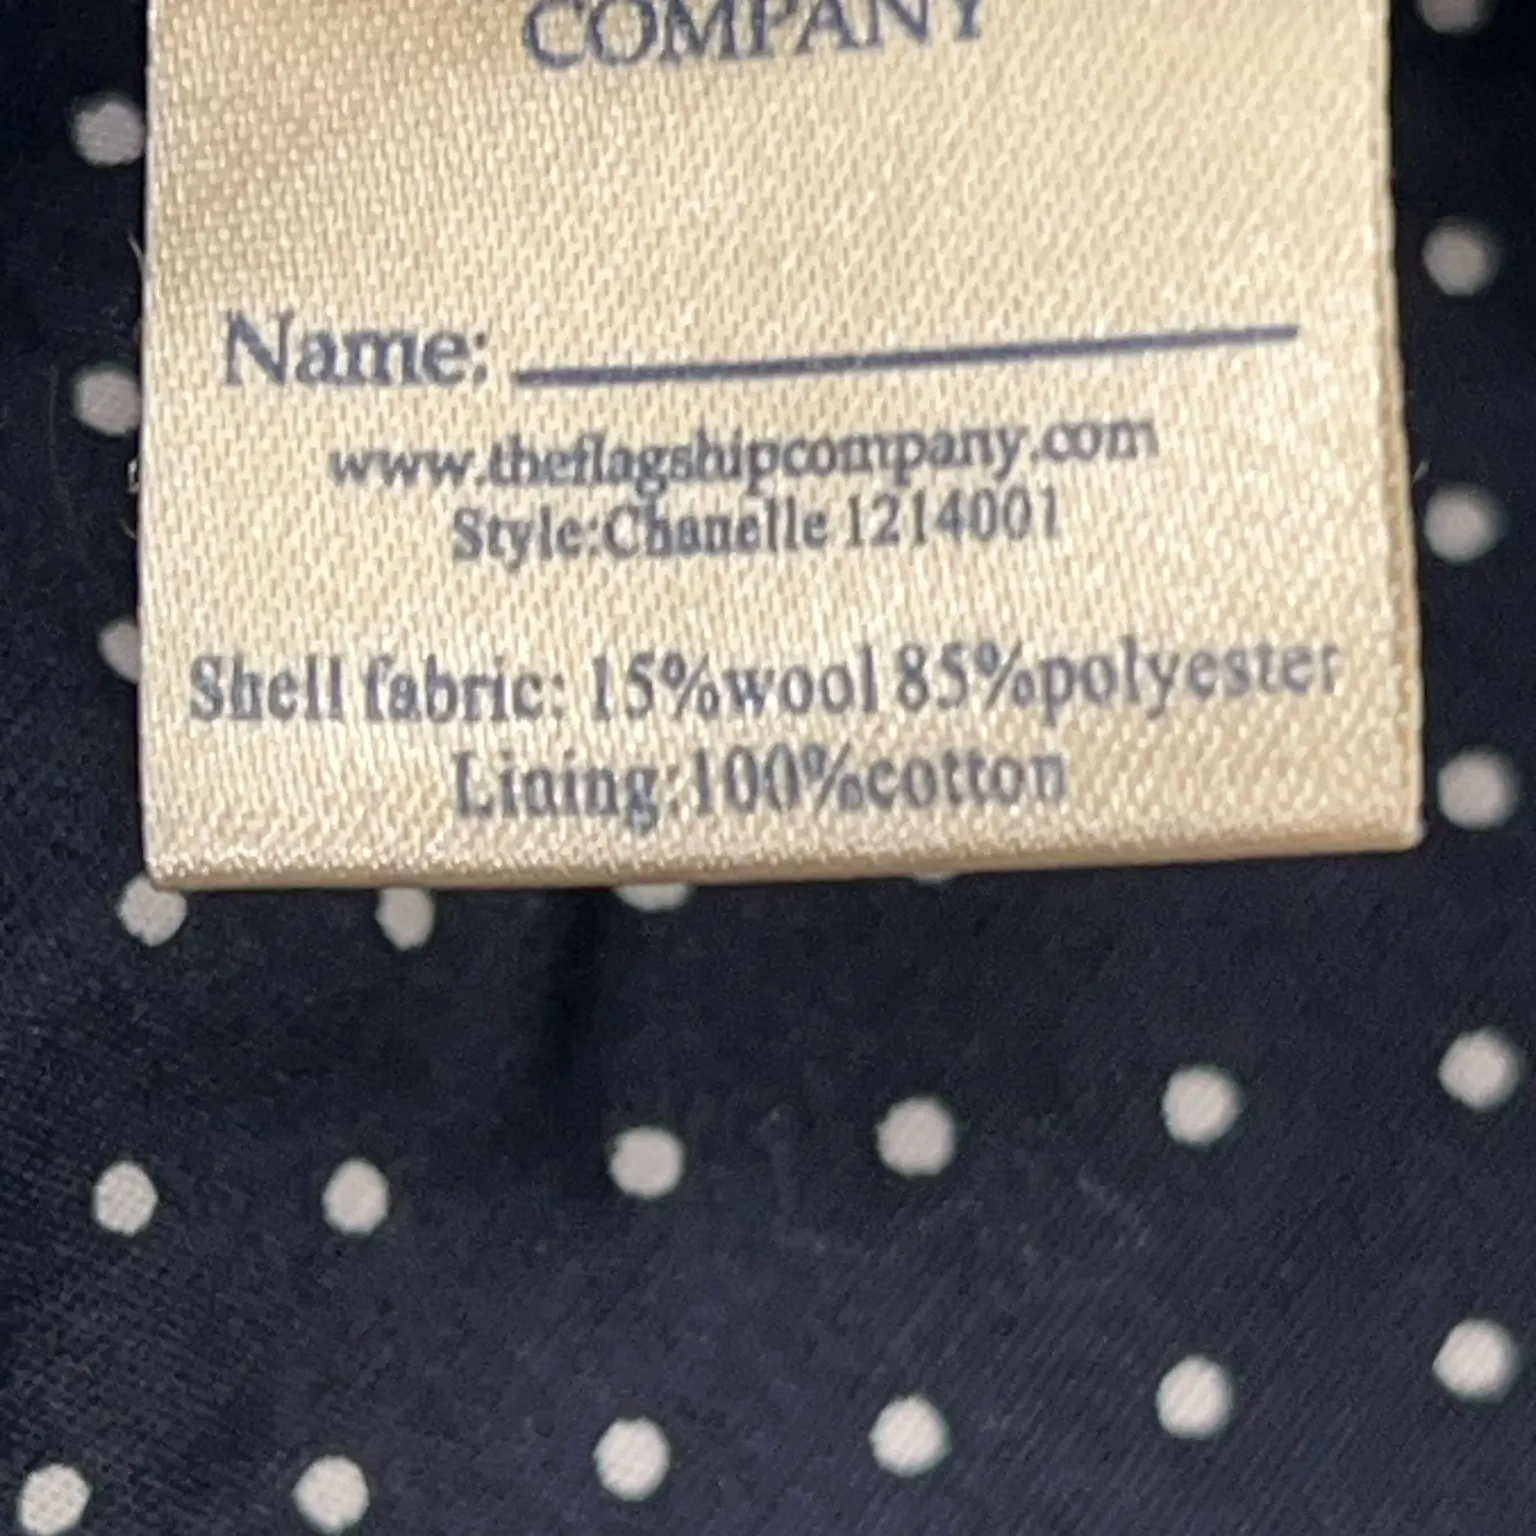 COMPANY
Name:
www.theflagshipcompany.com
Style:Chanelle 1214001
Shell fabric: 15%wool 85%polyester
Lining:100%cotton